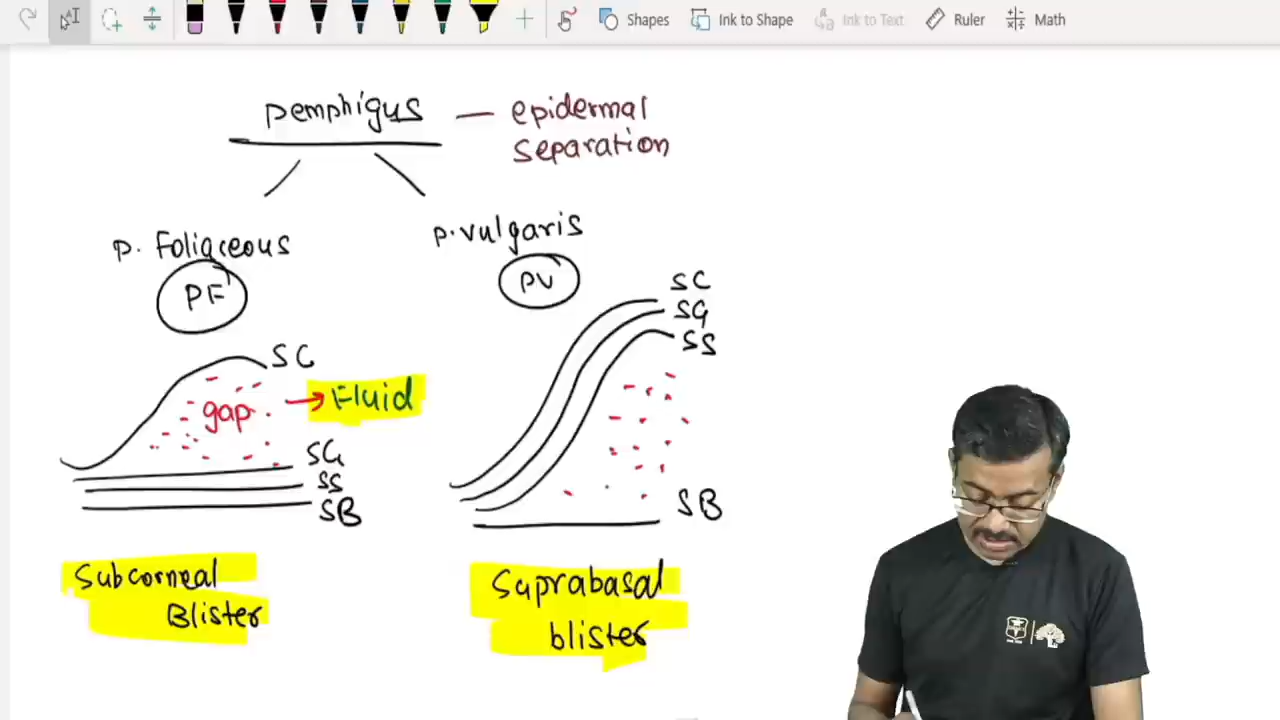 Shapes
Ink to Shape
Ink to Text
Ruler
Math
Pemphigus — epidermal
separation
P. Foliaceous
P. vulgaris
PF
PV
SC
SG
SS
SC
gap → Fluid
SG
SS
SB
SB
Subcorneal
Blister
Suprabasal
blister